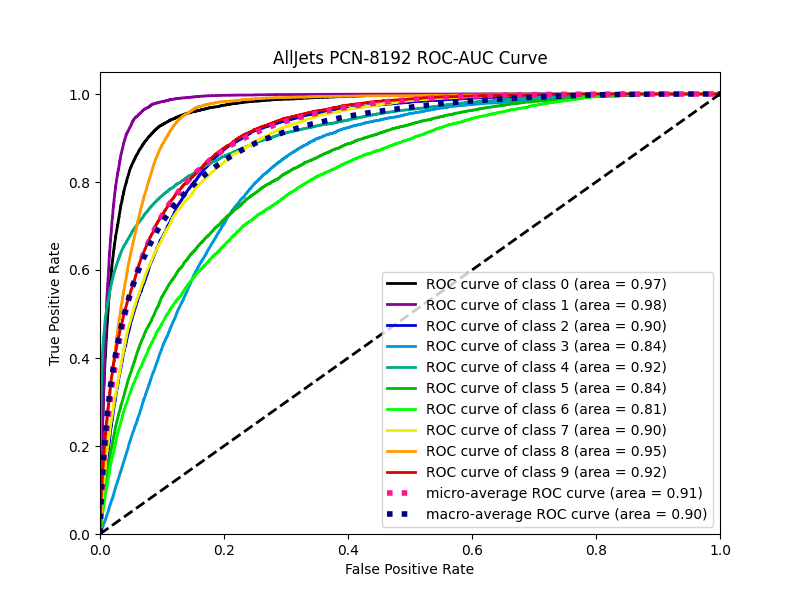 AllJets PCN-8192 ROC-AUC Curve
1.0
0.8
0.6
0.4
0.2
0.0
True Positive Rate
ROC curve of class 0 (area = 0.97)
ROC curve of class 1 (area = 0.98)
ROC curve of class 2 (area = 0.90)
ROC curve of class 3 (area = 0.84)
ROC curve of class 4 (area = 0.92)
ROC curve of class 5 (area = 0.84)
ROC curve of class 6 (area = 0.81)
ROC curve of class 7 (area = 0.90)
ROC curve of class 8 (area = 0.95)
ROC curve of class 9 (area = 0.92)
micro-average ROC curve (area = 0.91)
macro-average ROC curve (area = 0.90)
0.0 0.2 0.4 0.6 0.8 1.0
False Positive Rate